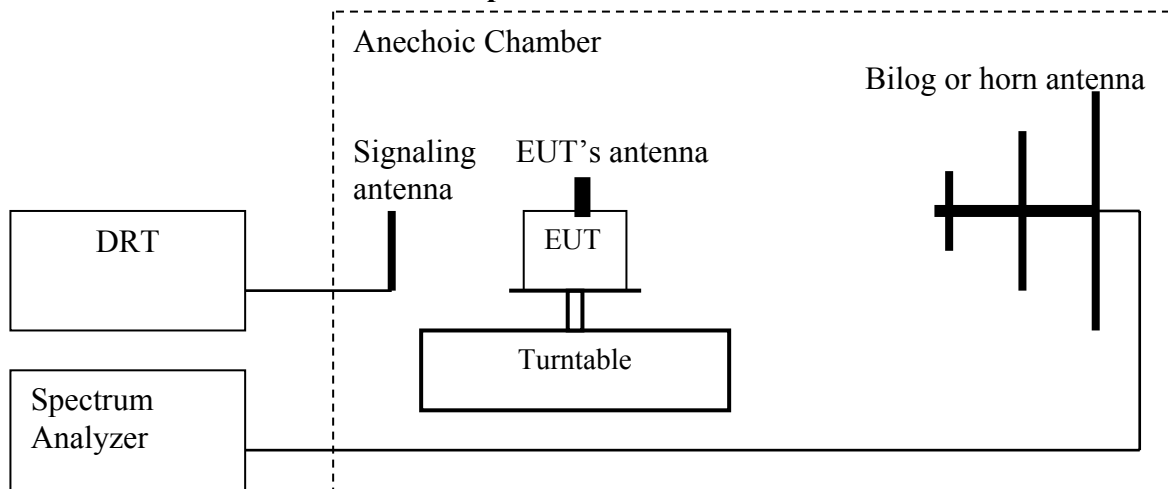 Anechoic Chamber
Bilog or horn antenna
Signaling
antenna
EUT’s antenna
DRT
EUT
Turntable
Spectrum
Analyzer